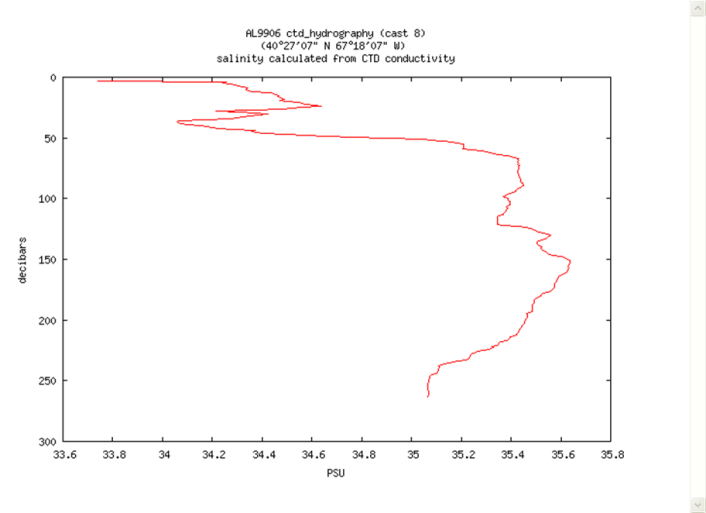 AL9906 ctd_hydrography (cast 8)
(40°27'07" N 67°18'07" W)
salinity calculated from CTD conductivity
0
50
100
150
200
250
300
decibars
33.6 33.8 34 34.2 34.4 34.6 34.8 35 35.2 35.4 35.6 35.8
PSU